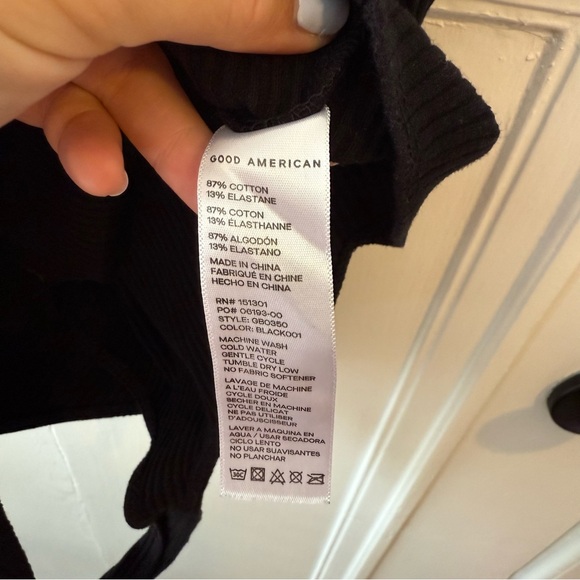 GOOD AMERICAN
87% COTTON
13% ELASTANE
87% COTON
13% ÉLASTHANNE
87% ALGODÓN
13% ELASTANO
MADE IN CHINA
FABRIQUÉ EN CHINE
HECHO EN CHINA
RN# 151301
PO# 06193-00
STYLE: GB0350
COLOR: BLACK001
MACHINE WASH
COLD WATER
GENTLE CYCLE
TUMBLE DRY LOW
NO FABRIC SOFTENER
LAVAGE DE MACHINE
À L'EAU FROIDE
CYCLE DOUX
SECHER EN MACHINE
CYCLE DELICAT
NE PAS UTILISER
D'ADOUSCISSEUR
LAVER A MAQUINA EN
AGUA / USAR SECADORA
CICLO LENTO
NO USAR SUAVISANTES
NO PLANCHAR